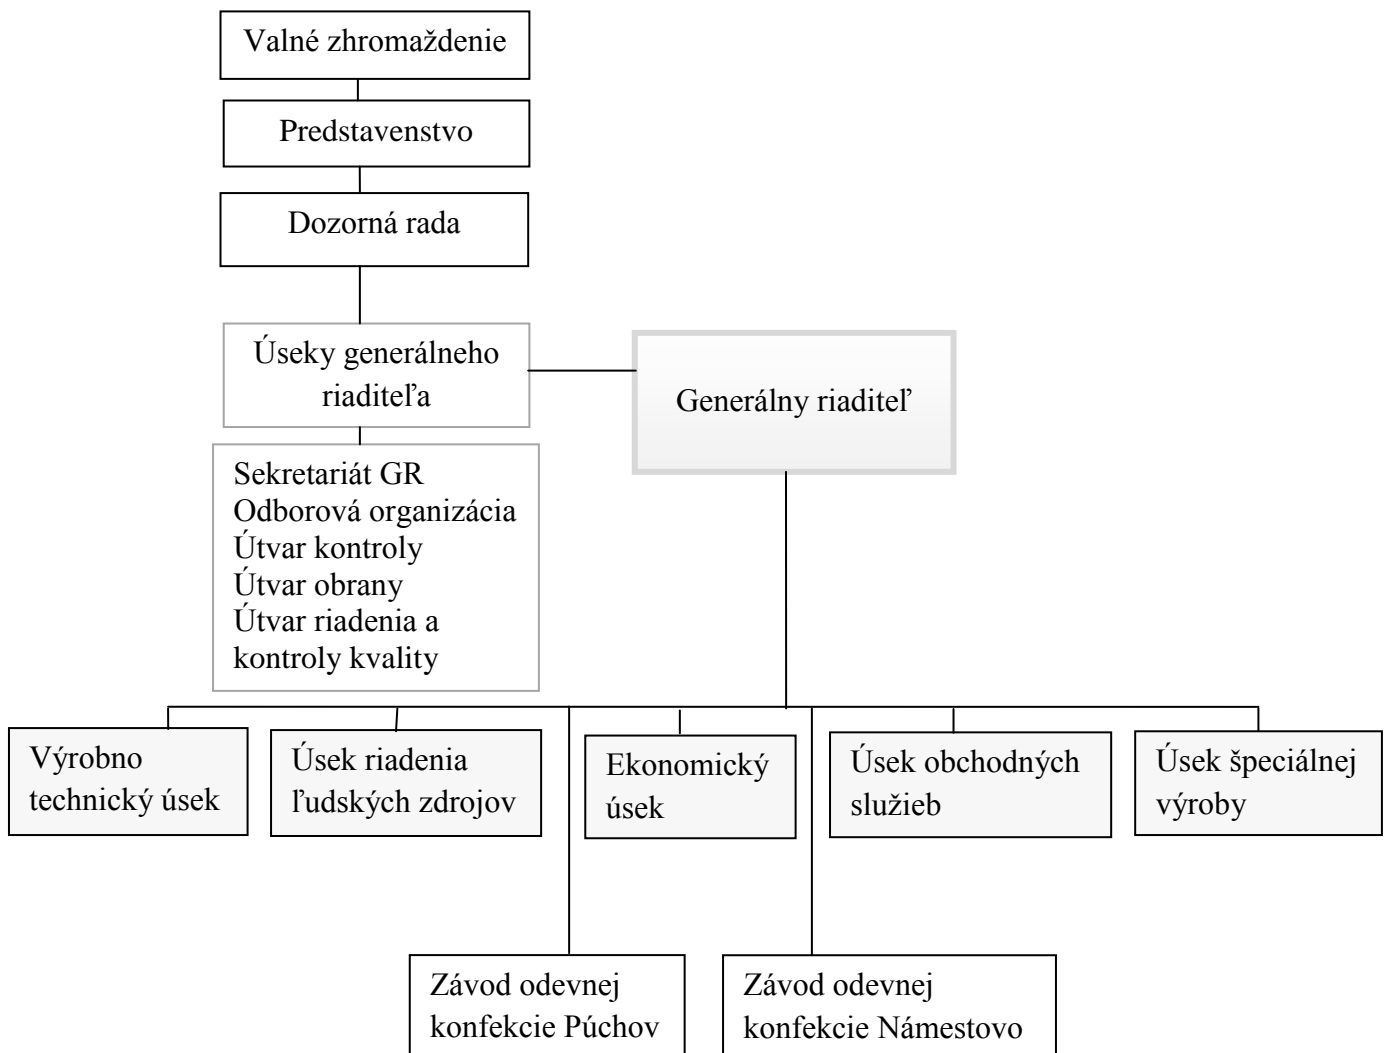 Valné zhromaždenie
Predstavenstvo
Dozorná rada
Úseky generálneho
riaditeľa
Generálny riaditeľ
Sekretariát GR
Odborová organizácia
Útvar kontroly
Útvar obrany
Útvar riadenia a
kontroly kvality
Výrobno
technický úsek
Úsek riadenia
ľudských zdrojov
Ekonomický
úsek
Úsek obchodných
služieb
Úsek špeciálnej
výroby
Závod odevnej
konfekcie Púchov
Závod odevnej
konfekcie Námestovo